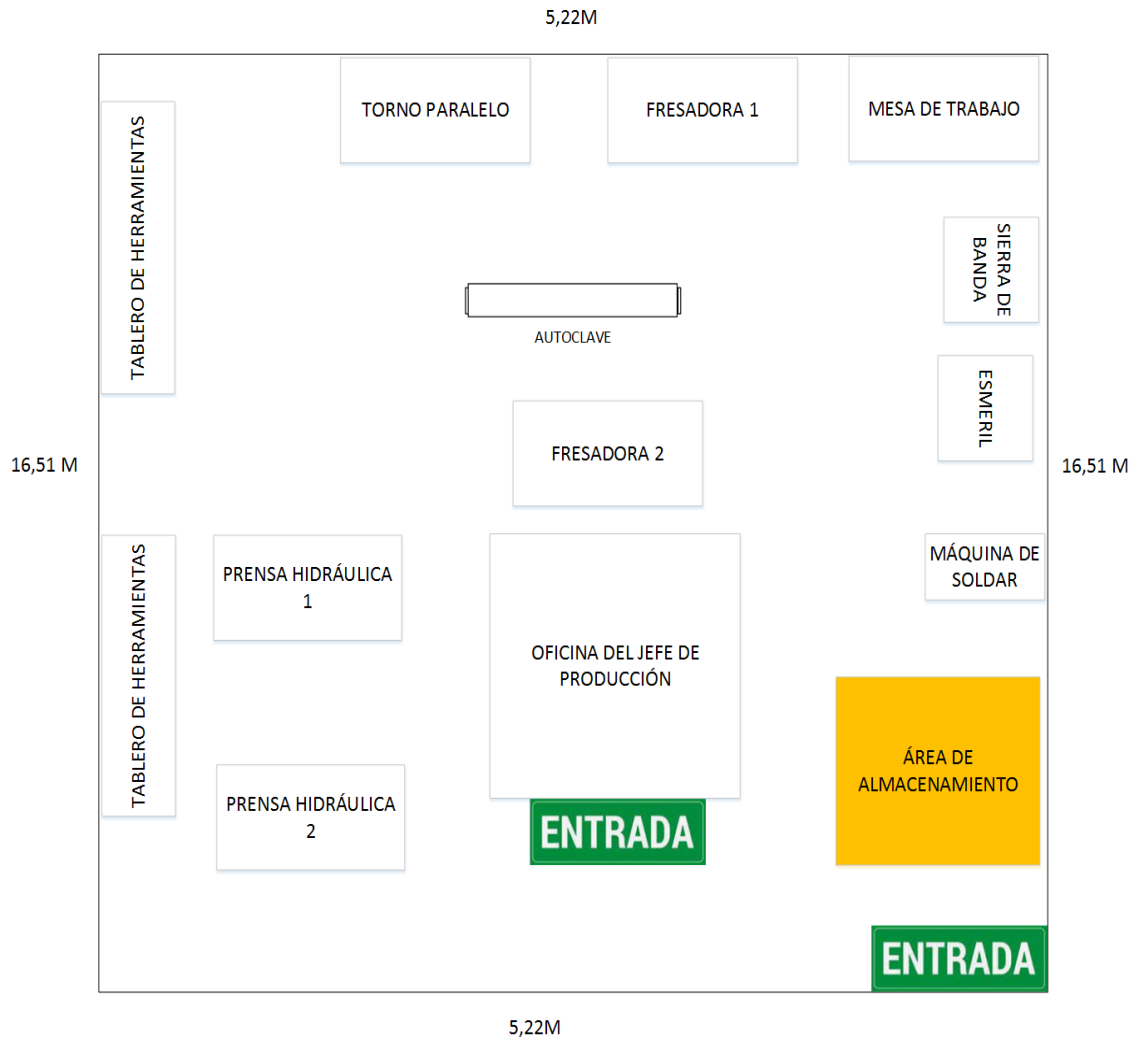 5,22M
TORNO PARALELO
FRESADORA 1
MESA DE TRABAJO
TABLERO DE HERRAMIENTAS
SIERRA DE
BANDA
AUTOCLAVE
ESMERIL
FRESADORA 2
16,51 M
16,51 M
TABLERO DE HERRAMIENTAS
PRENSA HIDRÁULICA
1
MÁQUINA DE
SOLDAR
OFICINA DEL JEFE DE
PRODUCCIÓN
ÁREA DE
ALMACENAMIENTO
PRENSA HIDRÁULICA
2
ENTRADA
ENTRADA
5,22M